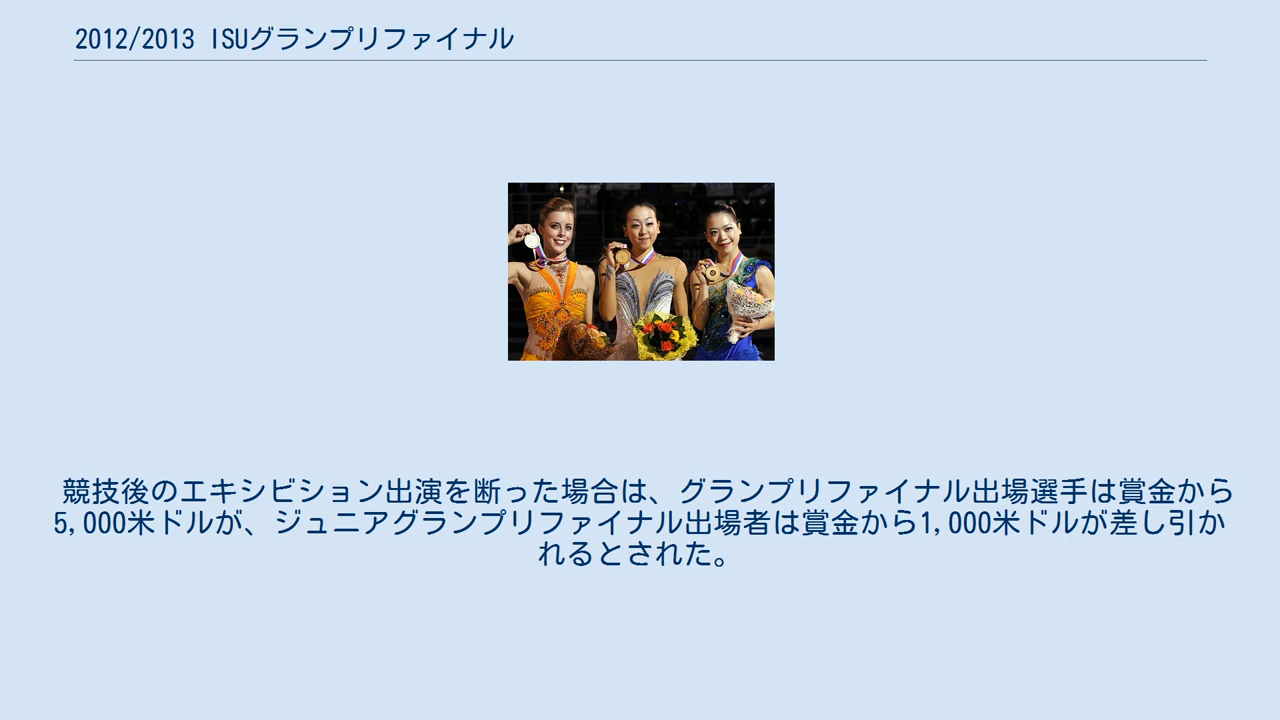 2012/2013 ISUグランプリファイナル
競技後のエキシビション出演を断った場合は、グランプリファイナル出場選手は賞金から
5,000米ドルが、ジュニアグランプリファイナル出場者は賞金から1,000米ドルが差し引か
れるとされた。